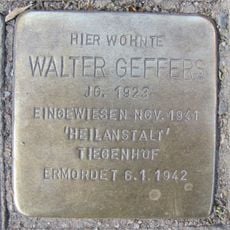 HIER WOHNTE
WALTER GEFFERS
JG. 1923
EINGEWIESEN NOV. 1941
'HEILANSTALT'
TIEGENHOF
ERMORDET 6.1.1942